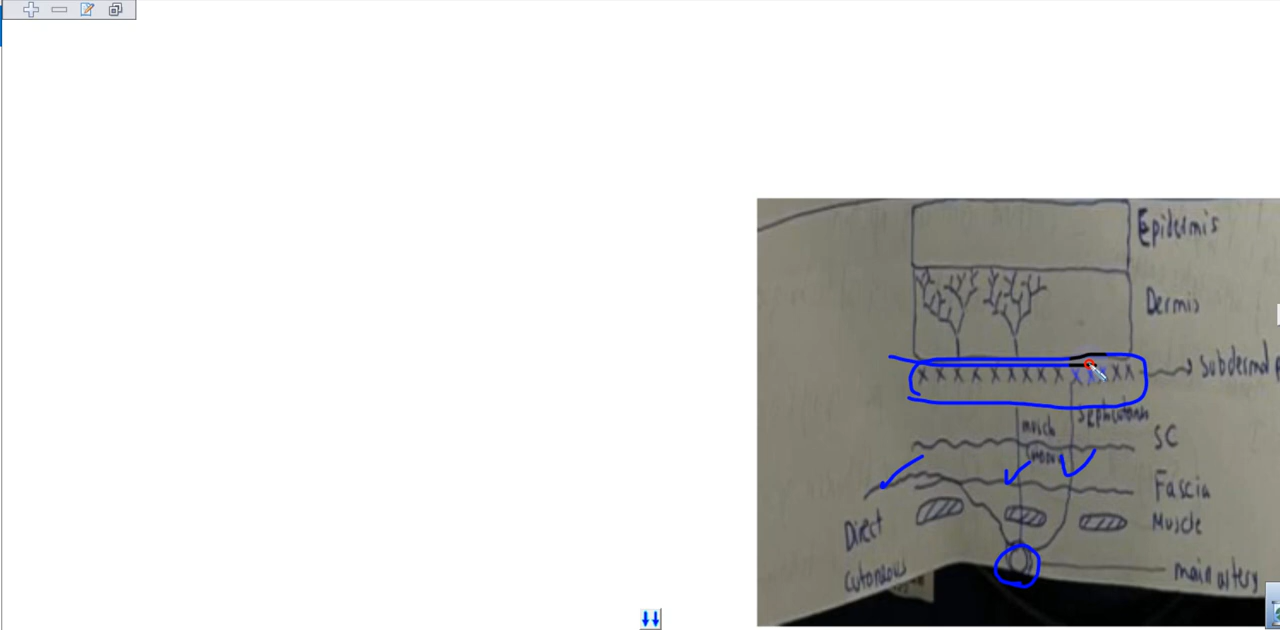 Epidermis
Dermis
Subdermal
Septocutaneous
musculo
SC
Fascia
Direct
cutaneous
Muscle
main artery